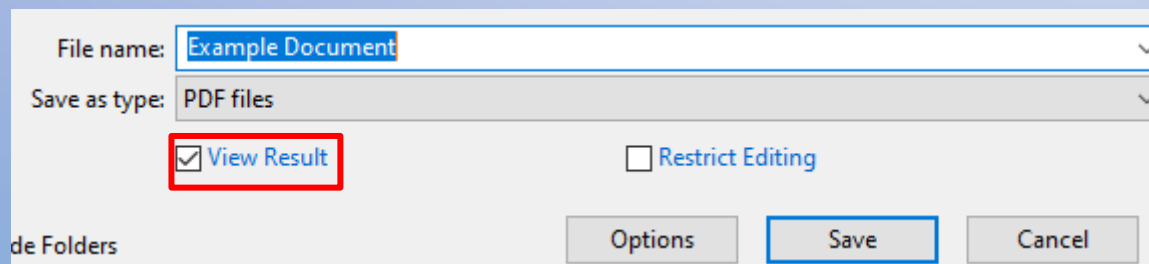 File name: Example Document
Save as type: PDF files
View Result Restrict Editing
de Folders Options Save Cancel